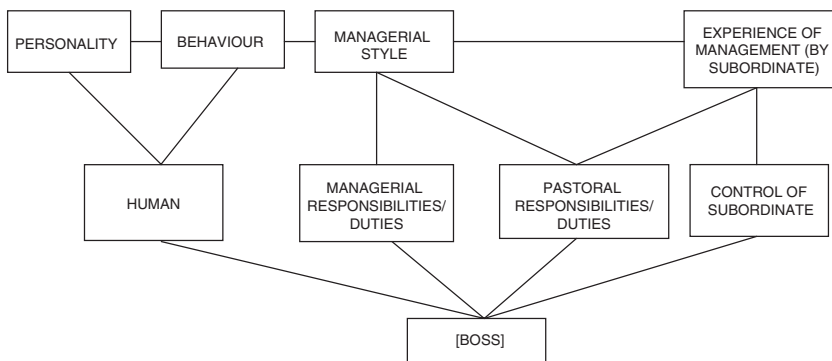 PERSONALITY
BEHAVIOUR
MANAGERIAL
STYLE
EXPERIENCE OF
MANAGEMENT (BY
SUBORDINATE)
HUMAN
MANAGERIAL
RESPONSIBILITIES/
DUTIES
PASTORAL
RESPONSIBILITIES/
DUTIES
CONTROL OF
SUBORDINATE
[BOSS]